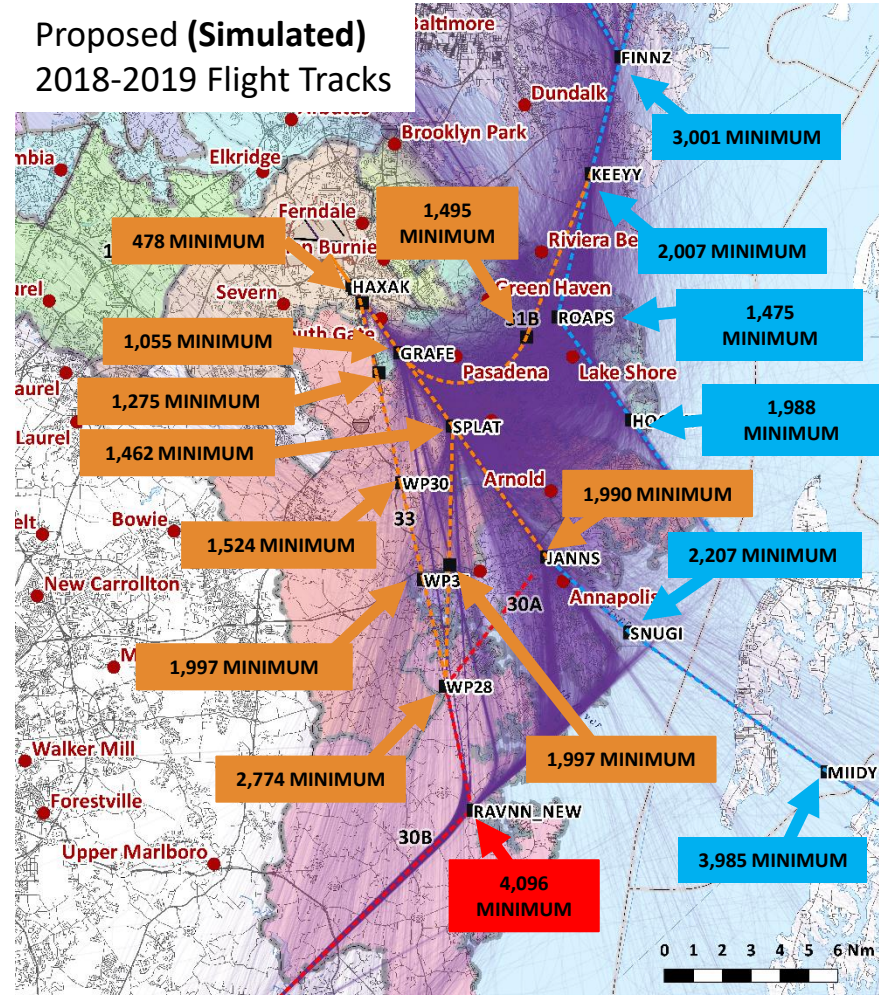 Proposed (Simulated)
2018-2019 Flight Tracks
Baltimore
FINNZ
Dundalk
Brooklyn Park
3,001 MINIMUM
Elkridge
KEEYY
Ferndale
1,495
MINIMUM
478 MINIMUM
Riviera Be
2,007 MINIMUM
HAXAK
Green Haven
Severn
31B
ROAPS
1,475
MINIMUM
1,055 MINIMUM
GRAFE
Pasadena
Lake Shore
1,275 MINIMUM
1,988
MINIMUM
Laurel
SPLAT
1,462 MINIMUM
Arnold
WP30
1,990 MINIMUM
Bowie
33
1,524 MINIMUM
JANNS
2,207 MINIMUM
New Carrollton
WP3
30A
Annapolis
SNUGI
1,997 MINIMUM
WP28
Walker Mill
2,774 MINIMUM
1,997 MINIMUM
MIIDY
Forestville
RAVNN_NEW
30B
Upper Marlboro
3,985 MINIMUM
4,096
MINIMUM
0 1 2 3 4 5 6 Nm